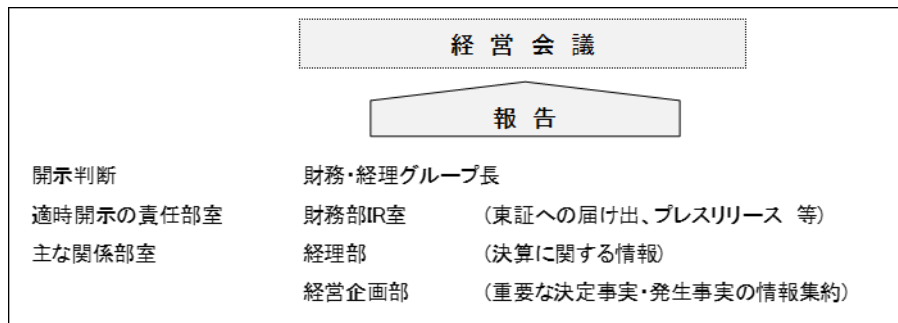 経 営 会 議
報 告
開示判断 財務・経理グループ長
適時開示の責任部室 財務部IR室 (東証への届け出、プレスリリース 等)
主な関係部室 経理部 (決算に関する情報)
経営企画部 (重要な決定事実・発生事実の情報集約)